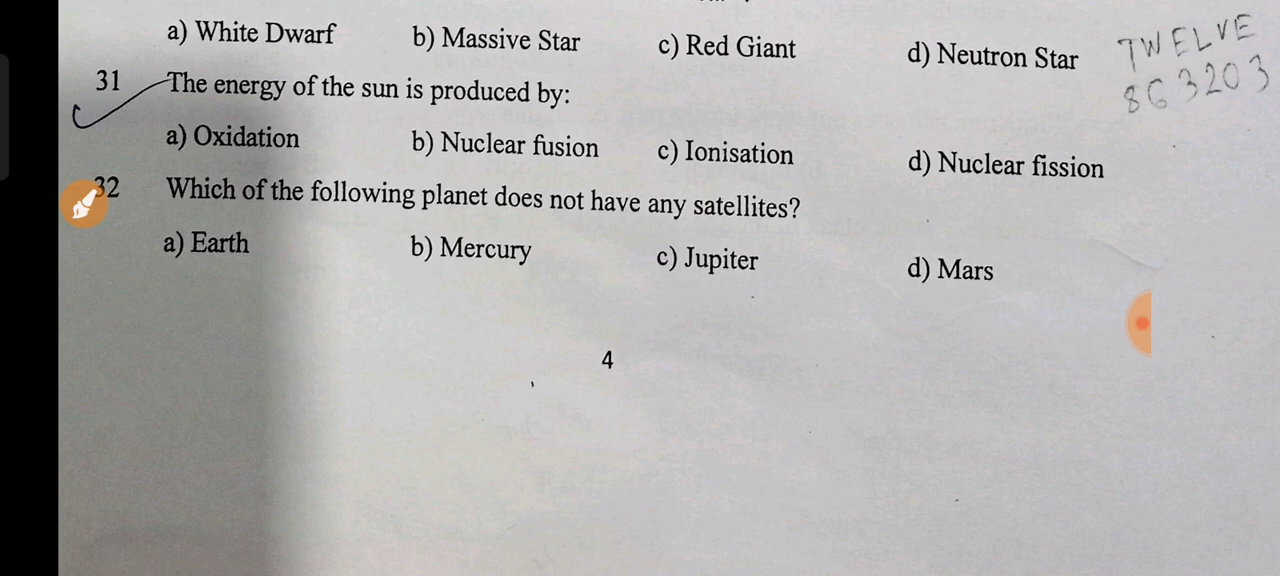 a) White Dwarf b) Massive Star c) Red Giant d) Neutron Star
TWELVE
8G3203
31 The energy of the sun is produced by:
a) Oxidation b) Nuclear fusion c) Ionisation d) Nuclear fission
32 Which of the following planet does not have any satellites?
a) Earth b) Mercury c) Jupiter d) Mars
4